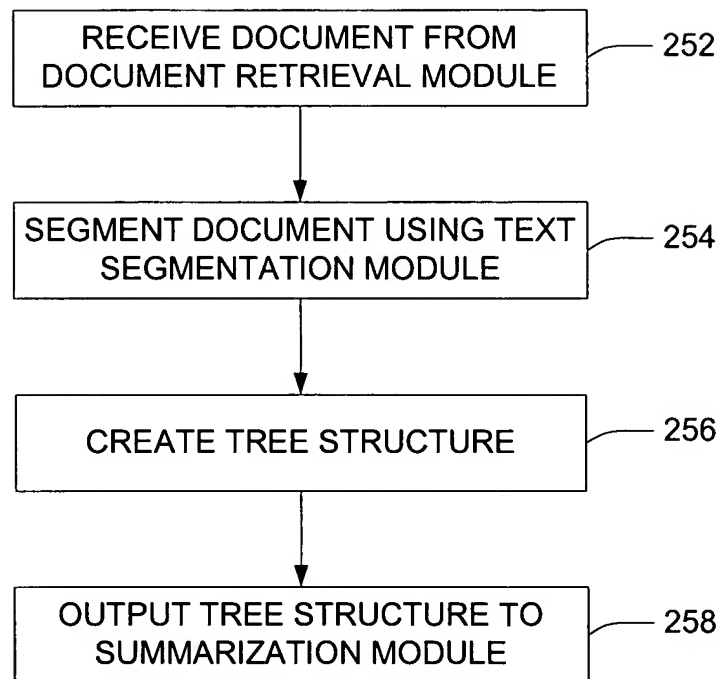 RECEIVE DOCUMENT FROM
DOCUMENT RETRIEVAL MODULE
252
SEGMENT DOCUMENT USING TEXT
SEGMENTATION MODULE
254
CREATE TREE STRUCTURE
256
OUTPUT TREE STRUCTURE TO
SUMMARIZATION MODULE
258